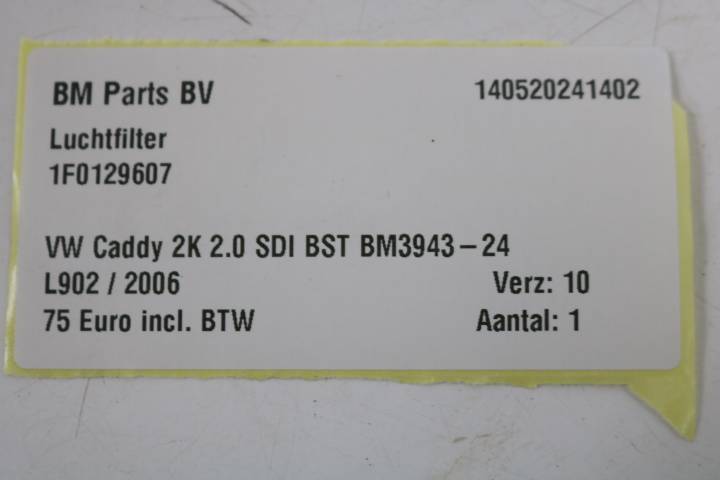 BM Parts BV 140520241402
Luchtfilter
1F0129607
VW Caddy 2K 2.0 SDI BST BM3943-24
L902 / 2006 Verz: 10
75 Euro incl. BTW Aantal: 1